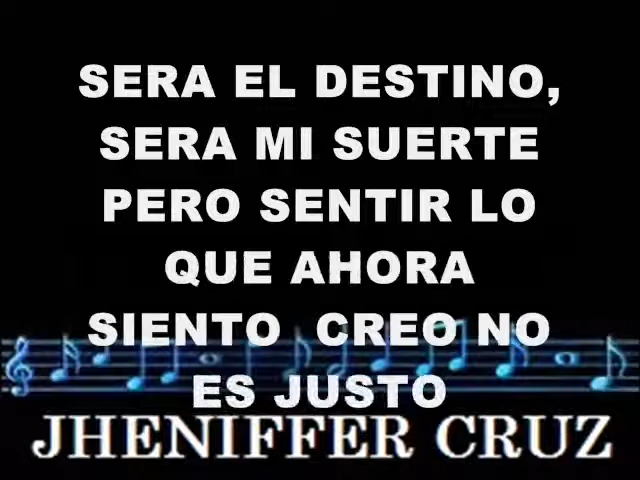 SERA EL DESTINO,
SERA MI SUERTE
PERO SENTIR LO
QUE AHORA
SIENTO  CREO NO
ES JUSTO
JHENIFFER CRUZ